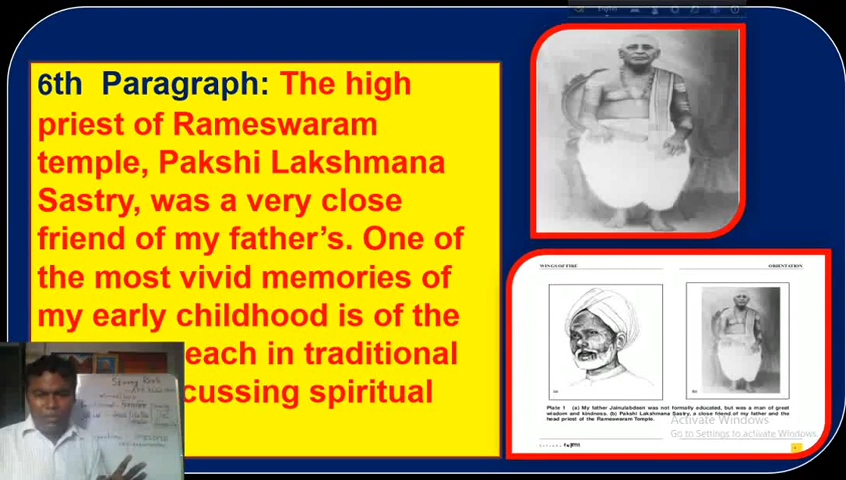 6th Paragraph: The high
priest of Rameswaram
temple, Pakshi Lakshmana
Sastry, was a very close
friend of my father’s. One of
the most vivid memories of
my early childhood is of the
each in traditional
cussing spiritual
WINGS OF FIRE
ORIENTATION
Plate 1 (a) My father Jainulabdeen was not formally educated, but was a man of great
wisdom and kindness. (b) Pakshi Lakshmana Sastry, a close friend of my father and the
head priest of the Rameswaram Temple.
Activate Windows
Go to Settings to activate Windows.